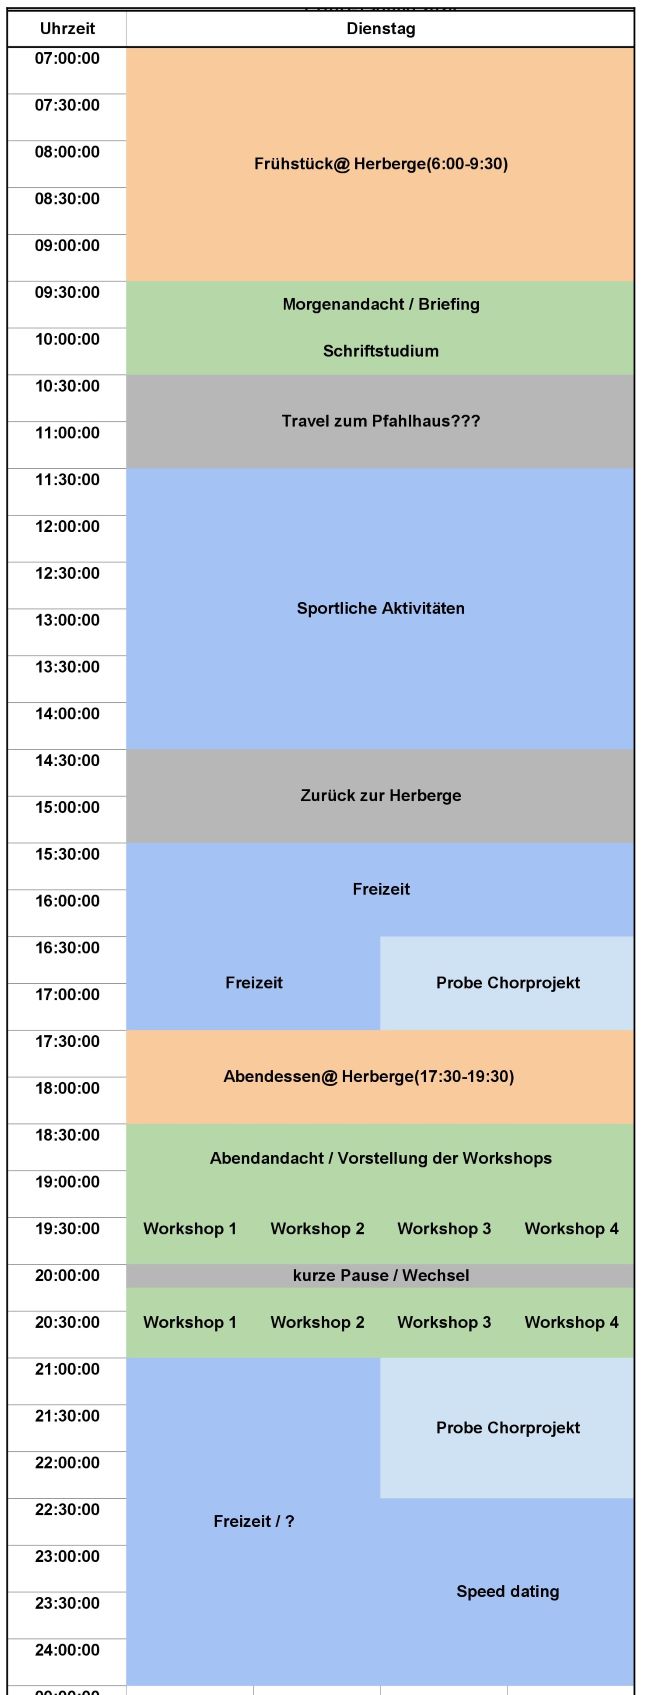 Uhrzeit Dienstag
07:00:00
07:30:00
08:00:00 Frühstück@ Herberge(6:00-9:30)
08:30:00
09:00:00
09:30:00 Morgenandacht / Briefing
10:00:00 Schriftstudium
10:30:00
Travel zum Pfahlhaus???
11:00:00
11:30:00
12:00:00
12:30:00
Sportliche Aktivitäten
13:00:00
13:30:00
14:00:00
14:30:00
Zurück zur Herberge
15:00:00
15:30:00
Freizeit
16:00:00
16:30:00
Freizeit Probe Chorprojekt
17:00:00
17:30:00
Abendessen@ Herberge(17:30-19:30)
18:00:00
18:30:00
Abendandacht / Vorstellung der Workshops
19:00:00
19:30:00 Workshop 1 Workshop 2 Workshop 3 Workshop 4
20:00:00 kurze Pause / Wechsel
20:30:00 Workshop 1 Workshop 2 Workshop 3 Workshop 4
21:00:00
21:30:00
Probe Chorprojekt
22:00:00
22:30:00
Freizeit / ?
23:00:00
Speed dating
23:30:00
24:00:00